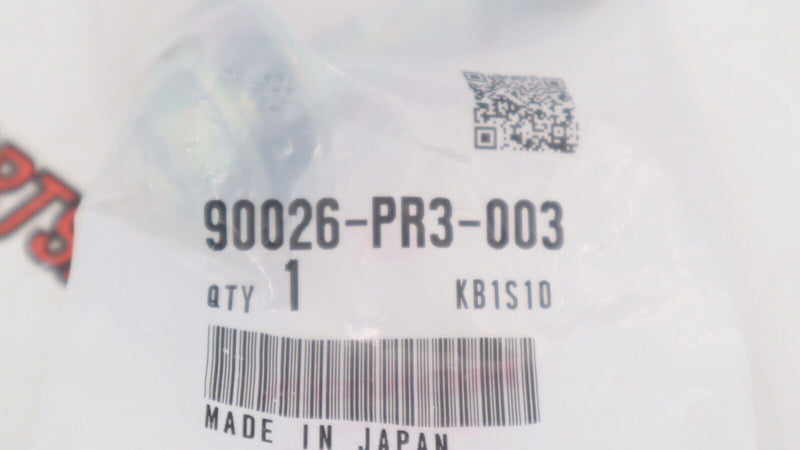 90026-PR3-003
QTY 1 KB1S10
MADE IN JAPAN